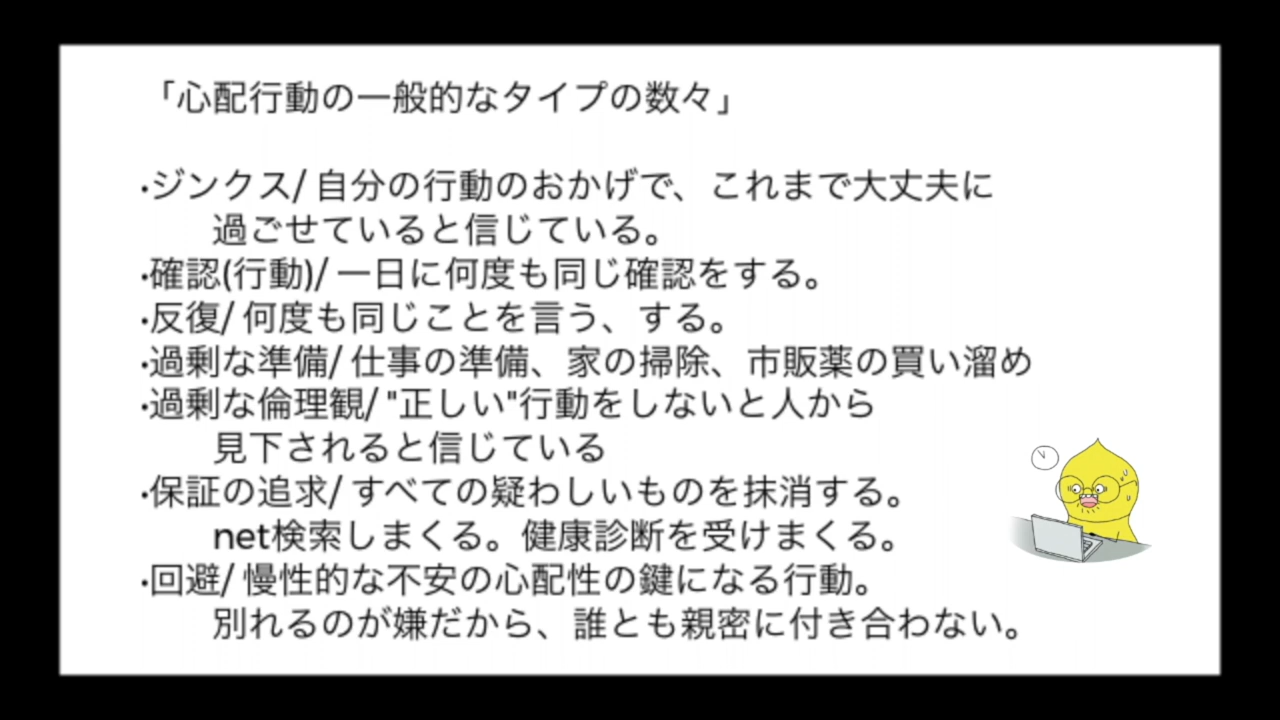 「心配行動の一般的なタイプの数々」
・ジンクス/ 自分の行動のおかげで、これまで大丈夫に
過ごせていると信じている。
・確認(行動)/ 一日に何度も同じ確認をする。
・反復/ 何度も同じことを言う、する。
・過剰な準備/ 仕事の準備、家の掃除、市販薬の買い溜め
・過剰な倫理観/ "正しい"行動をしないと人から
見下されると信じている
・保証の追求/ すべての疑わしいものを抹消する。
net検索しまくる。健康診断を受けまくる。
・回避/ 慢性的な不安の心配性の鍵になる行動。
別れるのが嫌だから、誰とも親密に付き合わない。